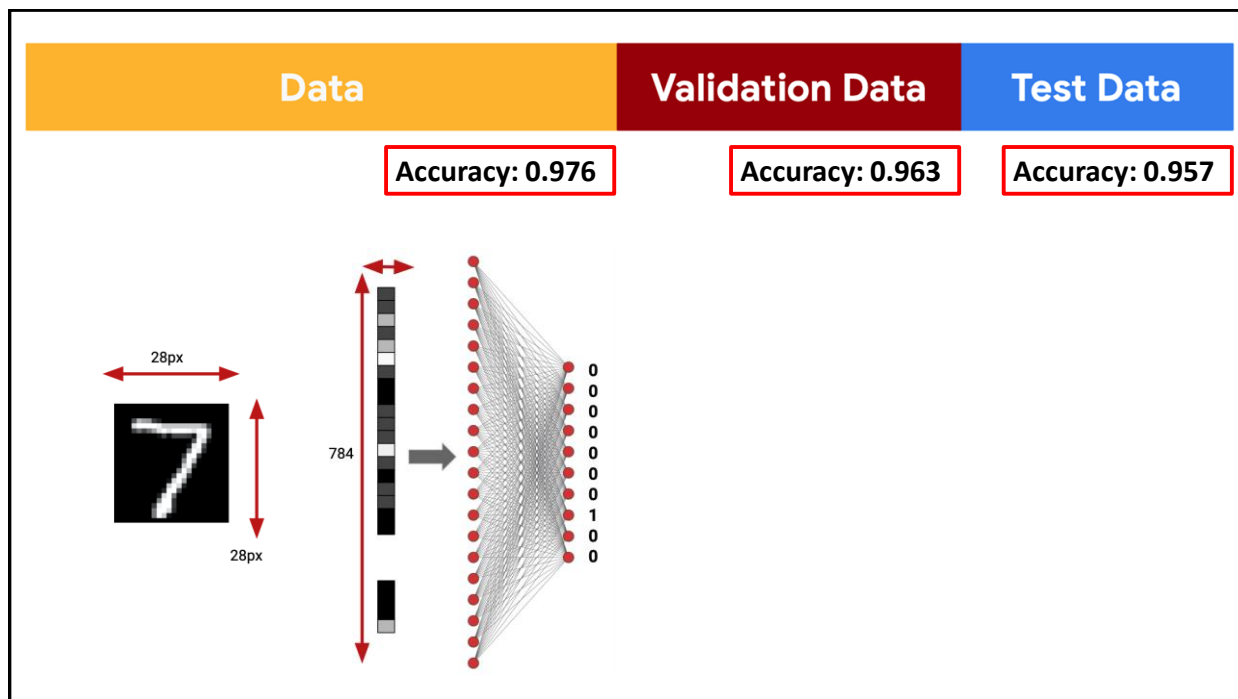 Data
Validation Data
Test Data
Accuracy: 0.976
Accuracy: 0.963
Accuracy: 0.957
28px
28px
784
0
0
0
0
0
0
0
1
0
0